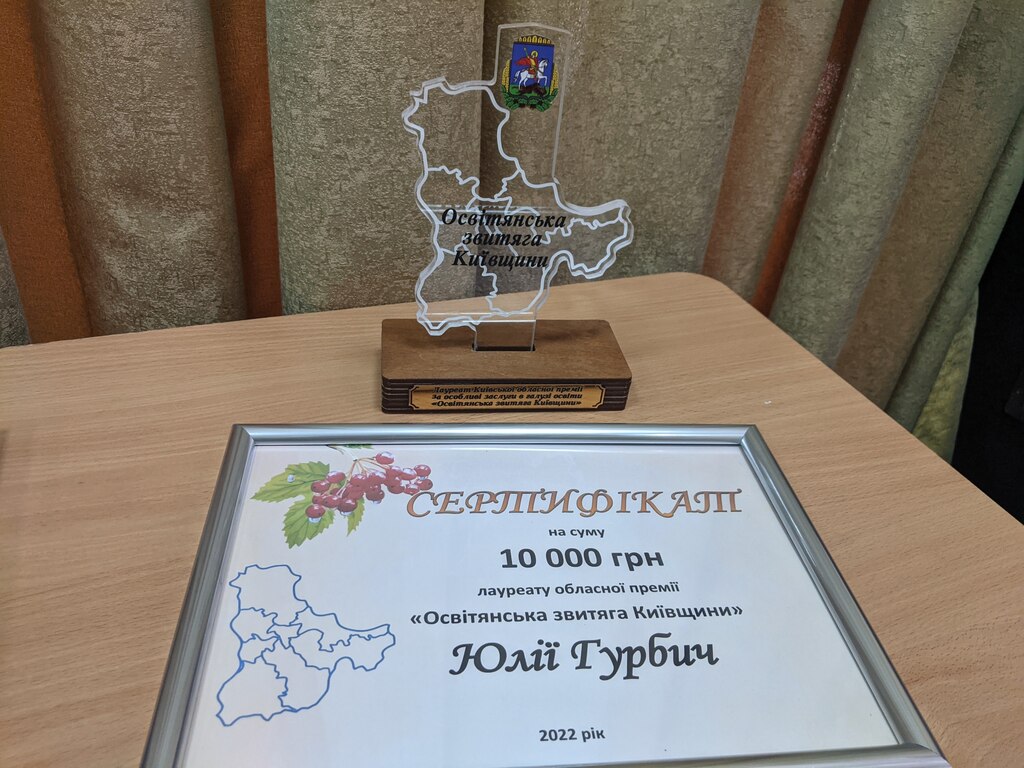 Освітянська
звитяга
Київщини
Лауреат Київської обласної премії
За особливі заслуги в галузі освіти
«Освітянська звитяга Київщини»
СЕРТИФІКАТ
на суму
10 000 грн
лауреату обласної премії
«Освітянська звитяга Київщини»
Юлії Гурбич
2022 рік